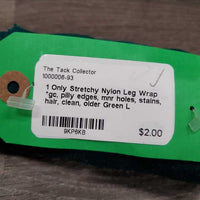 The Tack Collector
1000006-93
1 Only Stretchy Nylon Leg Wrap
*gc, pilly edges, mnr holes, stains,
hair, clean, older Green L
9KP6KB
$2.00